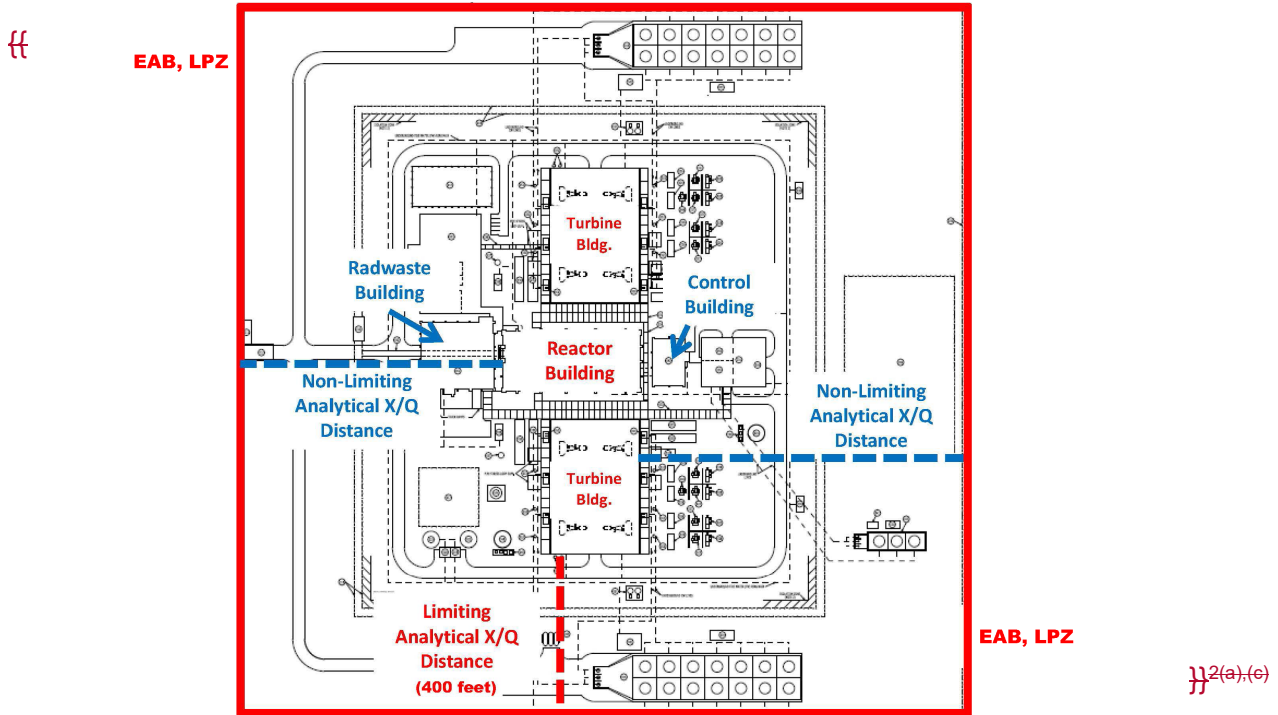 {{
EAB, LPZ
Turbine
Bldg.
Radwaste
Building
Control
Building
Reactor
Building
Non-Limiting
Analytical X/Q
Distance
Non-Limiting
Analytical X/Q
Distance
Turbine
Bldg.
Limiting
Analytical X/Q
Distance
(400 feet)
EAB, LPZ
}}2(a),(c)